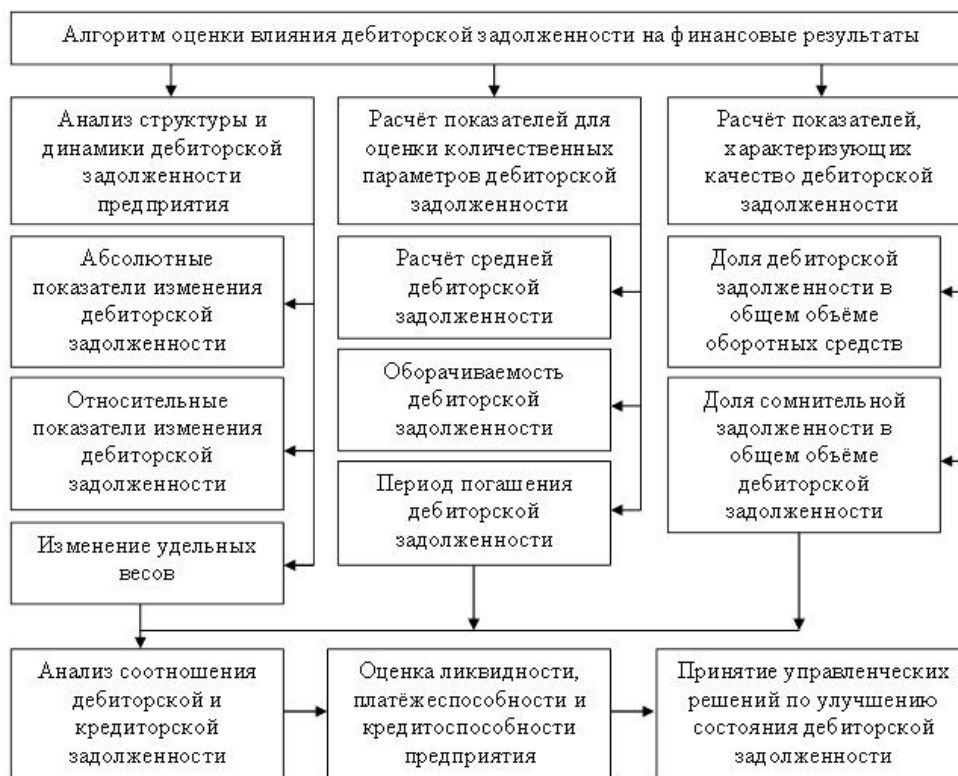 Алгоритм оценки влияния дебиторской задолженности на финансовые результаты
Анализ структуры и
динамики дебиторской
задолженности
предприятия
Абсолютные
показатели изменения
дебиторской
задолженности
Относительные
показатели изменения
дебиторской
задолженности
Изменение удельных
весов
Расчёт показателей для
оценки количественных
параметров дебиторской
задолженности
Расчёт средней
дебиторской
задолженности
Оборачиваемость
дебиторской
задолженности
Период погашения
дебиторской
задолженности
Расчёт показателей,
характеризующих
качество дебиторской
задолженности
Доля дебиторской
задолженности в
общем объёме
оборотных средств
Доля сомнительной
задолженности в
общем объёме
дебиторской
задолженности
Анализ соотношения
дебиторской и
кредиторской
задолженности
Оценка ликвидности,
платёжеспособности и
кредитоспособности
предприятия
Принятие управленческих
решений по улучшению
состояния дебиторской
задолженности